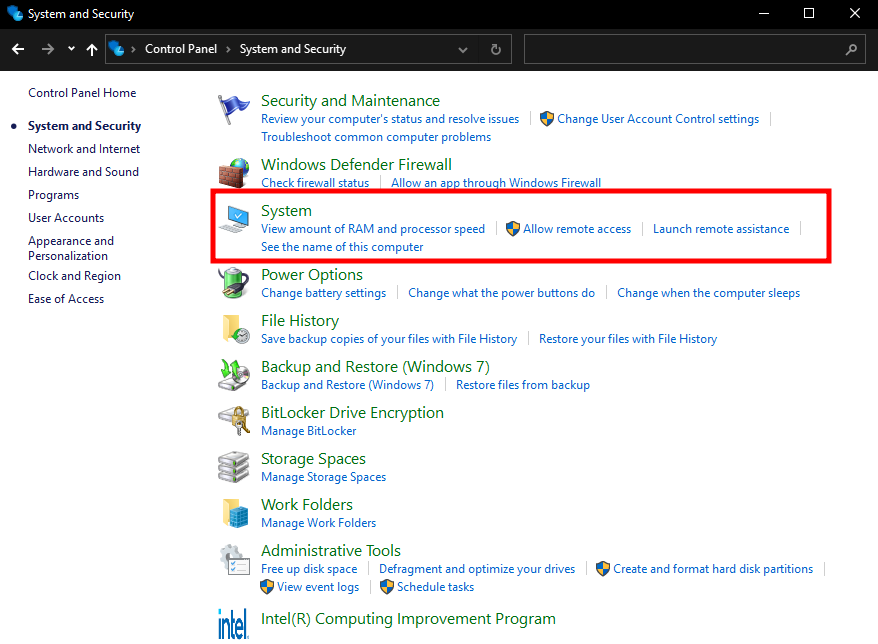 System and Security
Control Panel > System and Security
Control Panel Home
System and Security
Network and Internet
Hardware and Sound
Programs
User Accounts
Appearance and
Personalization
Clock and Region
Ease of Access
Security and Maintenance
Review your computer's status and resolve issues | Change User Account Control settings |
Troubleshoot common computer problems
Windows Defender Firewall
Check firewall status | Allow an app through Windows Firewall
System
View amount of RAM and processor speed | Allow remote access | Launch remote assistance |
See the name of this computer
Power Options
Change battery settings | Change what the power buttons do | Change when the computer sleeps
File History
Save backup copies of your files with File History | Restore your files with File History
Backup and Restore (Windows 7)
Backup and Restore (Windows 7) | Restore files from backup
BitLocker Drive Encryption
Manage BitLocker
Storage Spaces
Manage Storage Spaces
Work Folders
Manage Work Folders
Administrative Tools
Free up disk space | Defragment and optimize your drives | Create and format hard disk partitions |
View event logs | Schedule tasks
intel. Intel(R) Computing Improvement Program